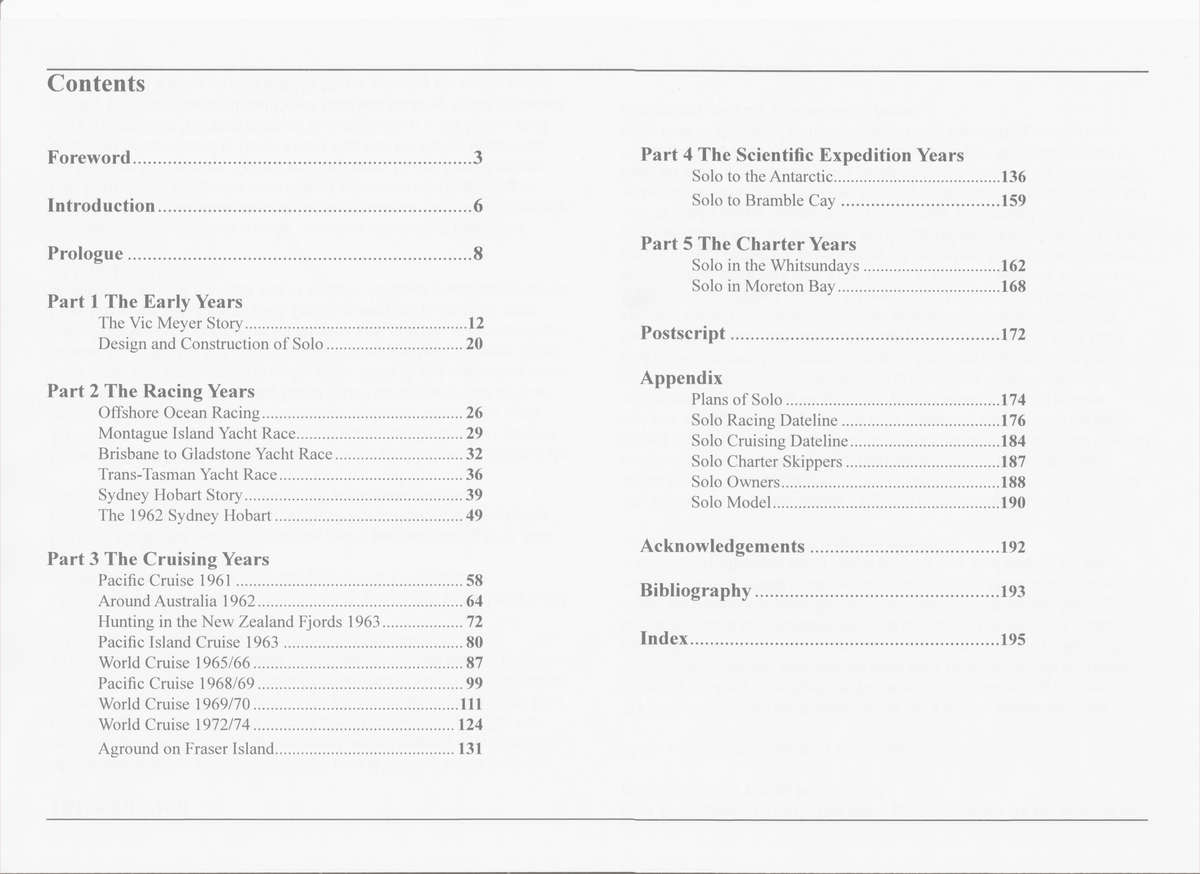 Contents
Foreword..................................................................3
Introduction.............................................................6
Prologue ...................................................................8
Part 1 The Early Years
The Vic Meyer Story....................................................12
Design and Construction of Solo................................ 20
Part 2 The Racing Years
Offshore Ocean Racing............................................... 26
Montague Island Yacht Race....................................... 29
Brisbane to Gladstone Yacht Race.............................. 32
Trans-Tasman Yacht Race........................................... 36
Sydney Hobart Story................................................... 39
The 1962 Sydney Hobart............................................ 49
Part 3 The Cruising Years
Pacific Cruise 1961 ..................................................... 58
Around Australia 1962................................................ 64
Hunting in the New Zealand Fjords 1963................... 72
Pacific Island Cruise 1963 .......................................... 80
World Cruise 1965/66................................................. 87
Pacific Cruise 1968/69................................................ 99
World Cruise 1969/70................................................111
World Cruise 1972/74............................................... 124
Aground on Fraser Island.......................................... 131
Part 4 The Scientific Expedition Years
Solo to the Antarctic.......................................136
Solo to Bramble Cay ...............................159
Part 5 The Charter Years
Solo in the Whitsundays ................................162
Solo in Moreton Bay......................................168
Postscript .....................................................172
Appendix
Plans of Solo..................................................174
Solo Racing Dateline .....................................176
Solo Cruising Dateline...................................184
Solo Charter Skippers ....................................187
Solo Owners...................................................188
Solo Model.....................................................190
Acknowledgements .....................................192
Bibliography................................................193
Index.............................................................195